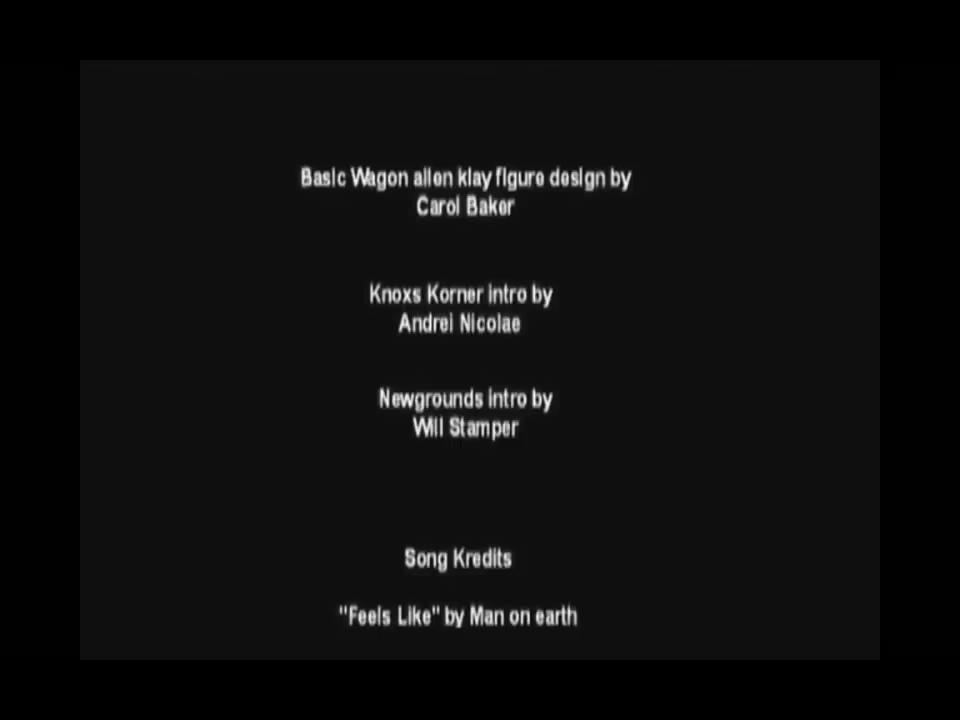 Basic Wagon alien klay figure design by
Carol Baker
Knoxs Korner intro by
Andrei Nicolae
Newgrounds intro by
Will Stamper
Song Kredits
"Feels Like" by Man on earth